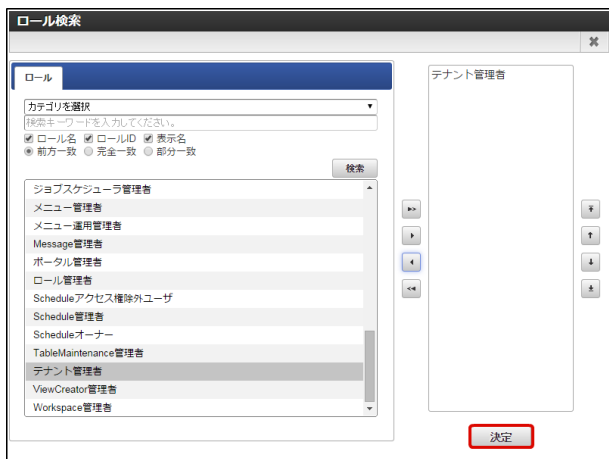 ロール検索
ロール
カテゴリを選択
検索キーワードを入力してください。
ロール名 ロールID 表示名
前方一致 完全一致 部分一致
検索
ジョブスケジューラ管理者
メニュー管理者
メニュー運用管理者
Message管理者
ポータル管理者
ロール管理者
Scheduleアクセス権除外ユーザ
Schedule管理者
Scheduleオーナー
TableMaintenance管理者
テナント管理者
ViewCreator管理者
Workspace管理者
テナント管理者
決定